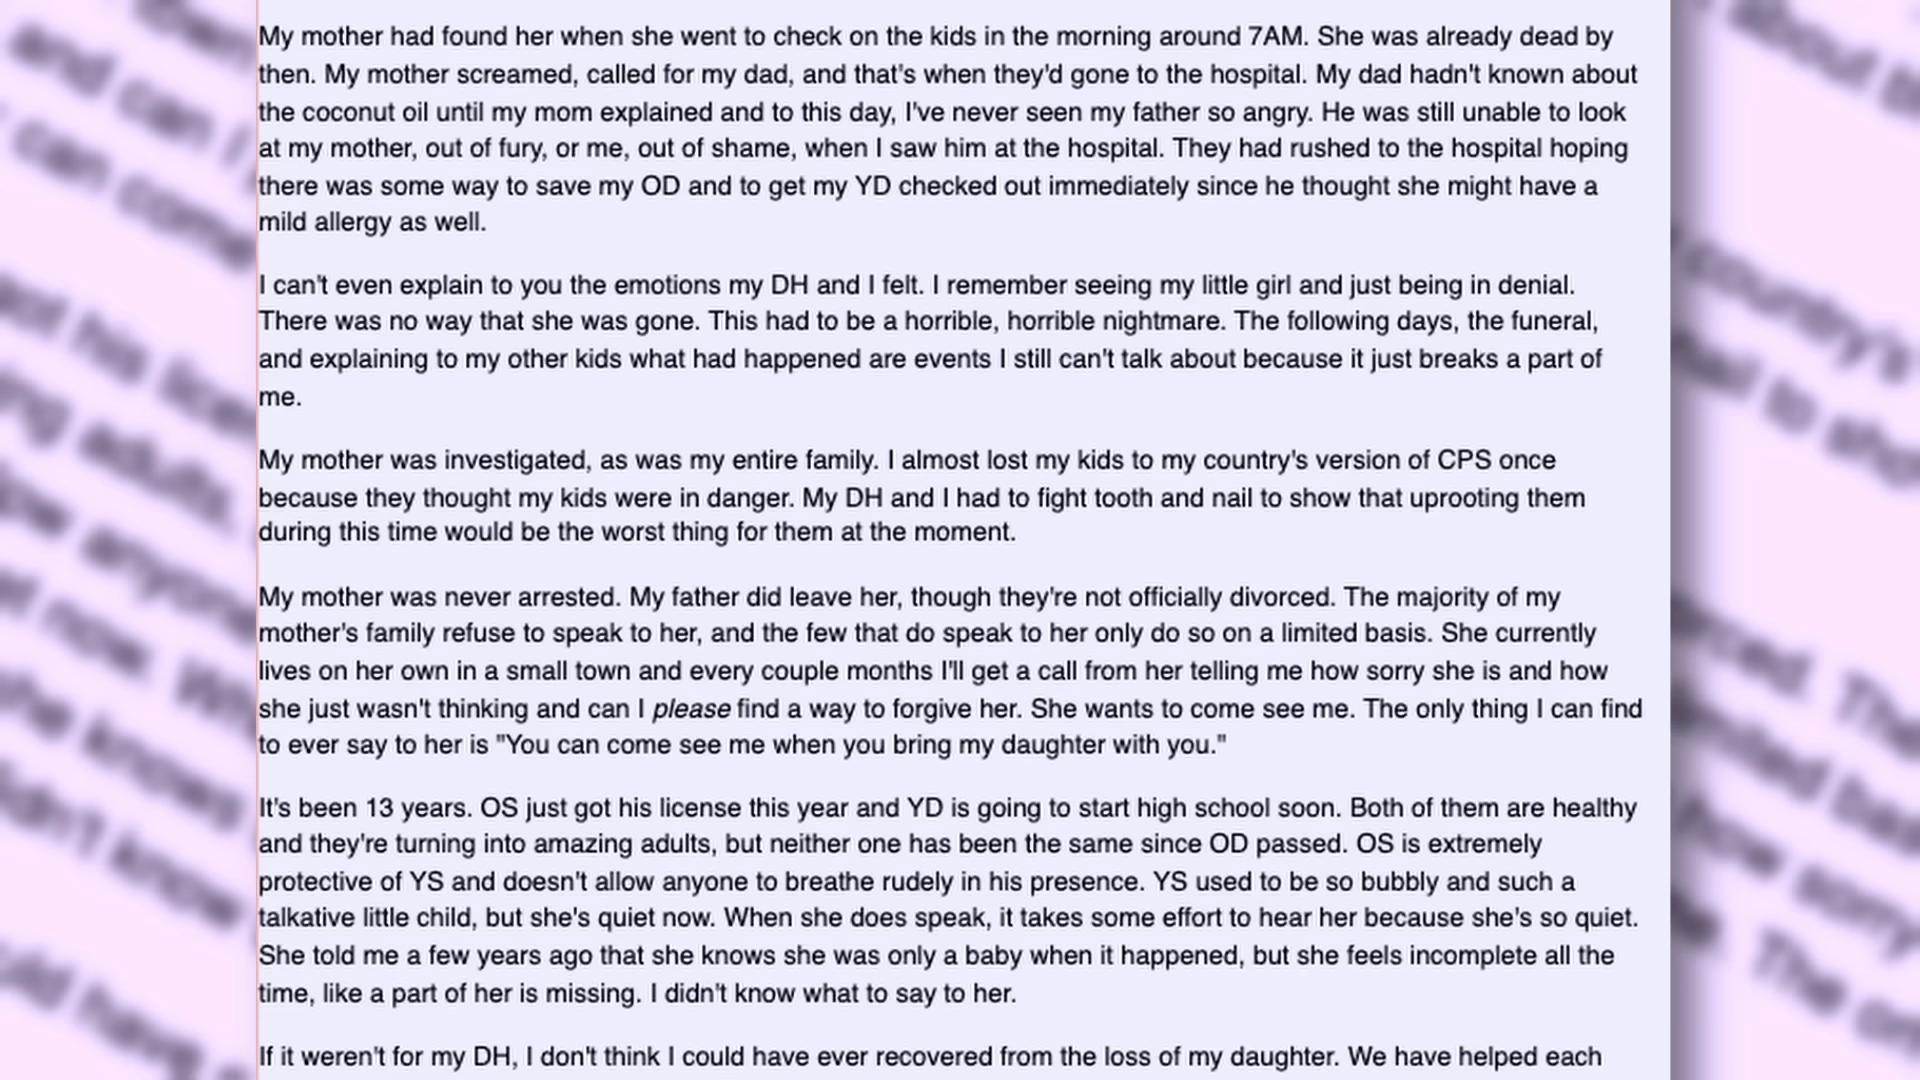 My mother had found her when she went to check on the kids in the morning around 7AM. She was already dead by
then. My mother screamed, called for my dad, and that's when they'd gone to the hospital. My dad hadn't known about
the coconut oil until my mom explained and to this day, I've never seen my father so angry. He was still unable to look
at my mother, out of fury, or me, out of shame, when I saw him at the hospital. They had rushed to the hospital hoping
there was some way to save my OD and to get my YD checked out immediately since he thought she might have a
mild allergy as well.
I can't even explain to you the emotions my DH and I felt. I remember seeing my little girl and just being in denial.
There was no way that she was gone. This had to be a horrible, horrible nightmare. The following days, the funeral,
and explaining to my other kids what had happened are events I still can't talk about because it just breaks a part of
me.
My mother was investigated, as was my entire family. I almost lost my kids to my country's version of CPS once
because they thought my kids were in danger. My DH and I had to fight tooth and nail to show that uprooting them
during this time would be the worst thing for them at the moment.
My mother was never arrested. My father did leave her, though they're not officially divorced. The majority of my
mother's family refuse to speak to her, and the few that do speak to her only do so on a limited basis. She currently
lives on her own in a small town and every couple months I'll get a call from her telling me how sorry she is and how
she just wasn't thinking and can I please find a way to forgive her. She wants to come see me. The only thing I can find
to ever say to her is "You can come see me when you bring my daughter with you."
It's been 13 years. OS just got his license this year and YD is going to start high school soon. Both of them are healthy
and they're turning into amazing adults, but neither one has been the same since OD passed. OS is extremely
protective of YS and doesn't allow anyone to breathe rudely in his presence. YS used to be so bubbly and such a
talkative little child, but she's quiet now. When she does speak, it takes some effort to hear her because she's so quiet.
She told me a few years ago that she knows she was only a baby when it happened, but she feels incomplete all the
time, like a part of her is missing. I didn't know what to say to her.
If it weren't for my DH, I don't think I could have ever recovered from the loss of my daughter. We have helped each